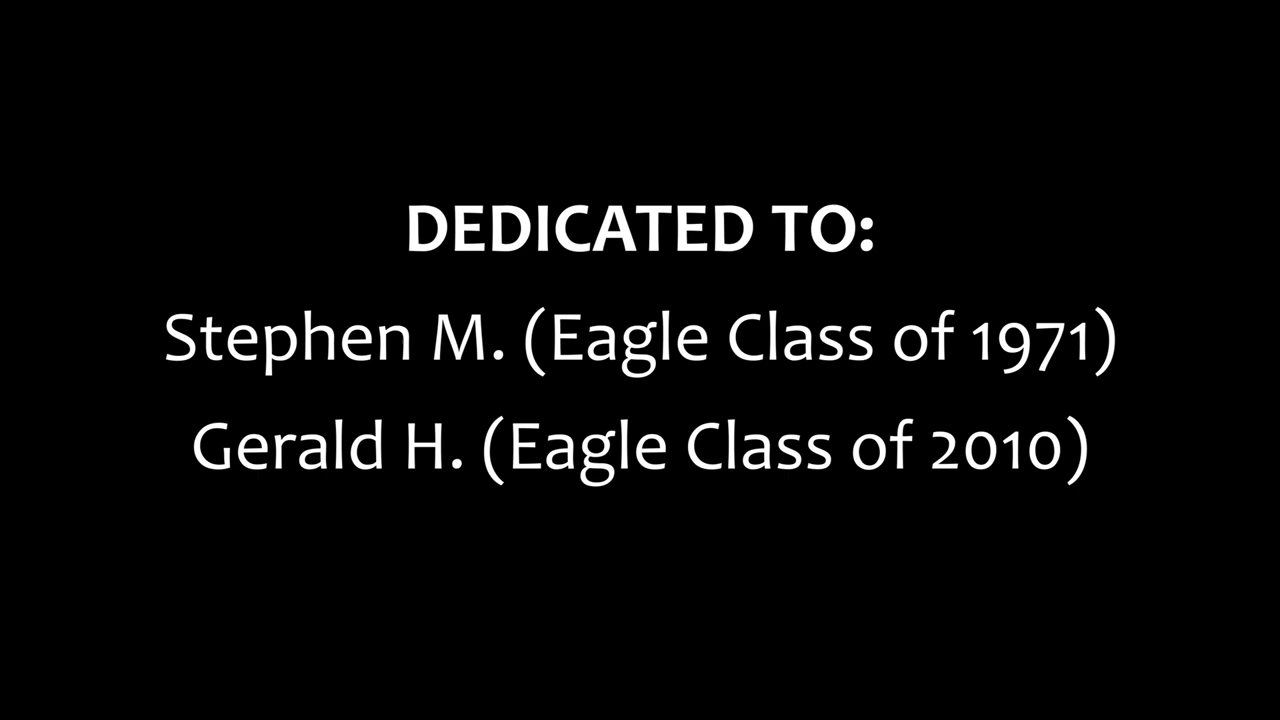 DEDICATED TO:
Stephen M. (Eagle Class of 1971)
Gerald H. (Eagle Class of 2010)